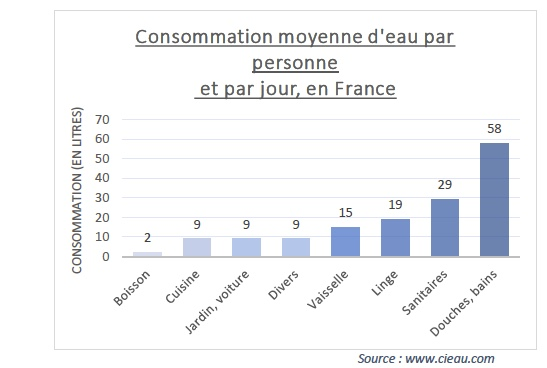 Consommation moyenne d'eau par
personne
et par jour, en France
CONSOMMATION (EN LITRES)
70
60
50
40
30
20
10
0
2
9
9
9
15
19
29
58
Boisson
Cuisine
Jardin, voiture
Divers
Vaisselle
Linge
Sanitaires
Douches, bains
Source : www.cieau.com